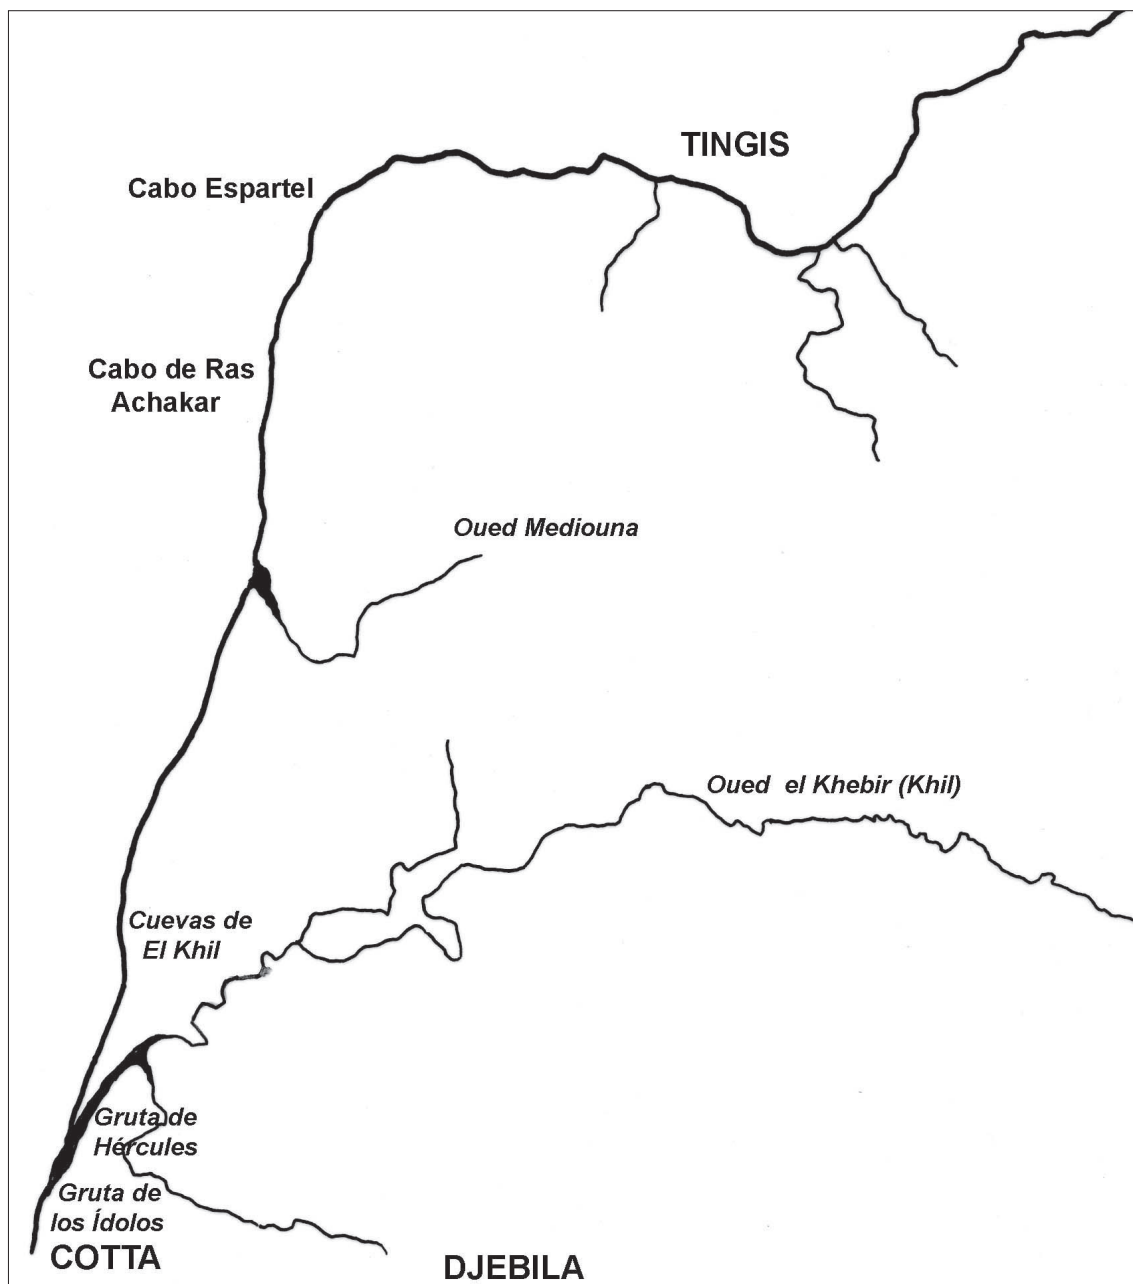 TINGIS
Cabo Espartel
Cabo de Ras
Achakar
Oued Mediouna
Oued el Khebir (Khil)
Cuevas de
El Khil
Gruta de
Hércules
Gruta de
los Ídolos
COTTA
DJEBILA